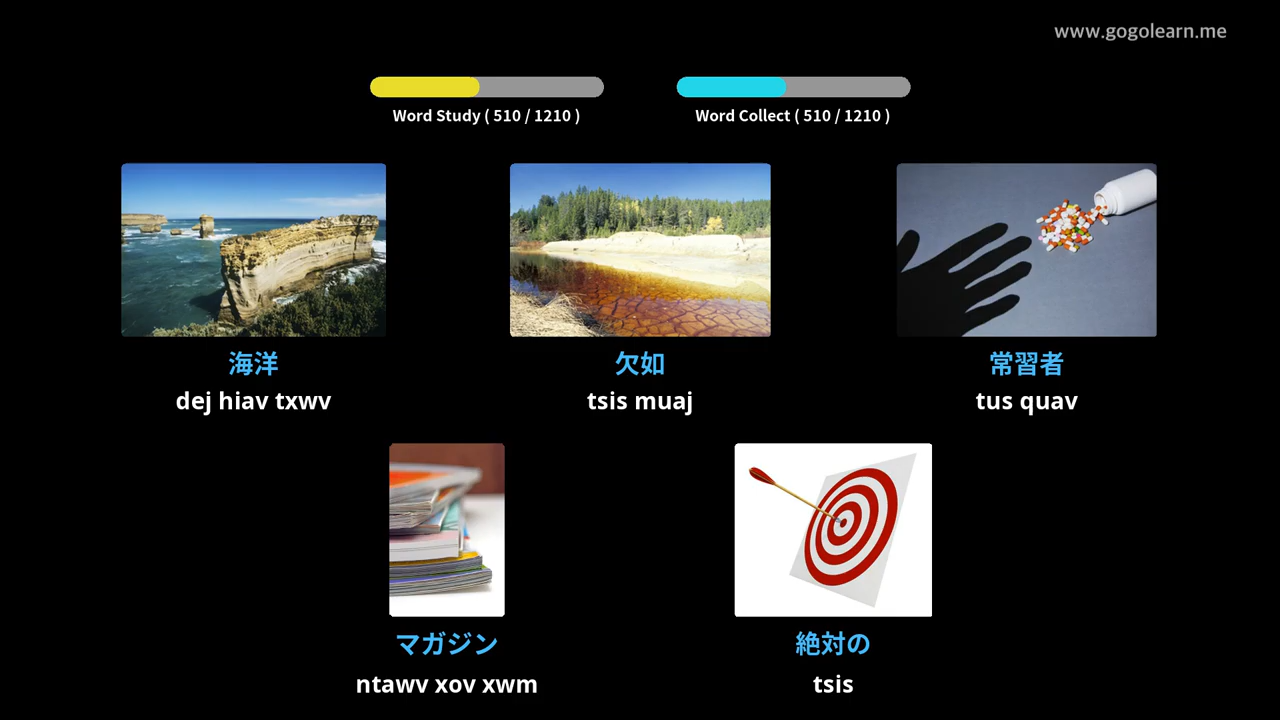 www.gogolearn.me
Word Study ( 510 / 1210 )
Word Collect ( 510 / 1210 )
海洋
dej hiav txwv
欠如
tsis muaj
常習者
tus quav
マガジン
ntawv xov xwm
絶対の
tsis